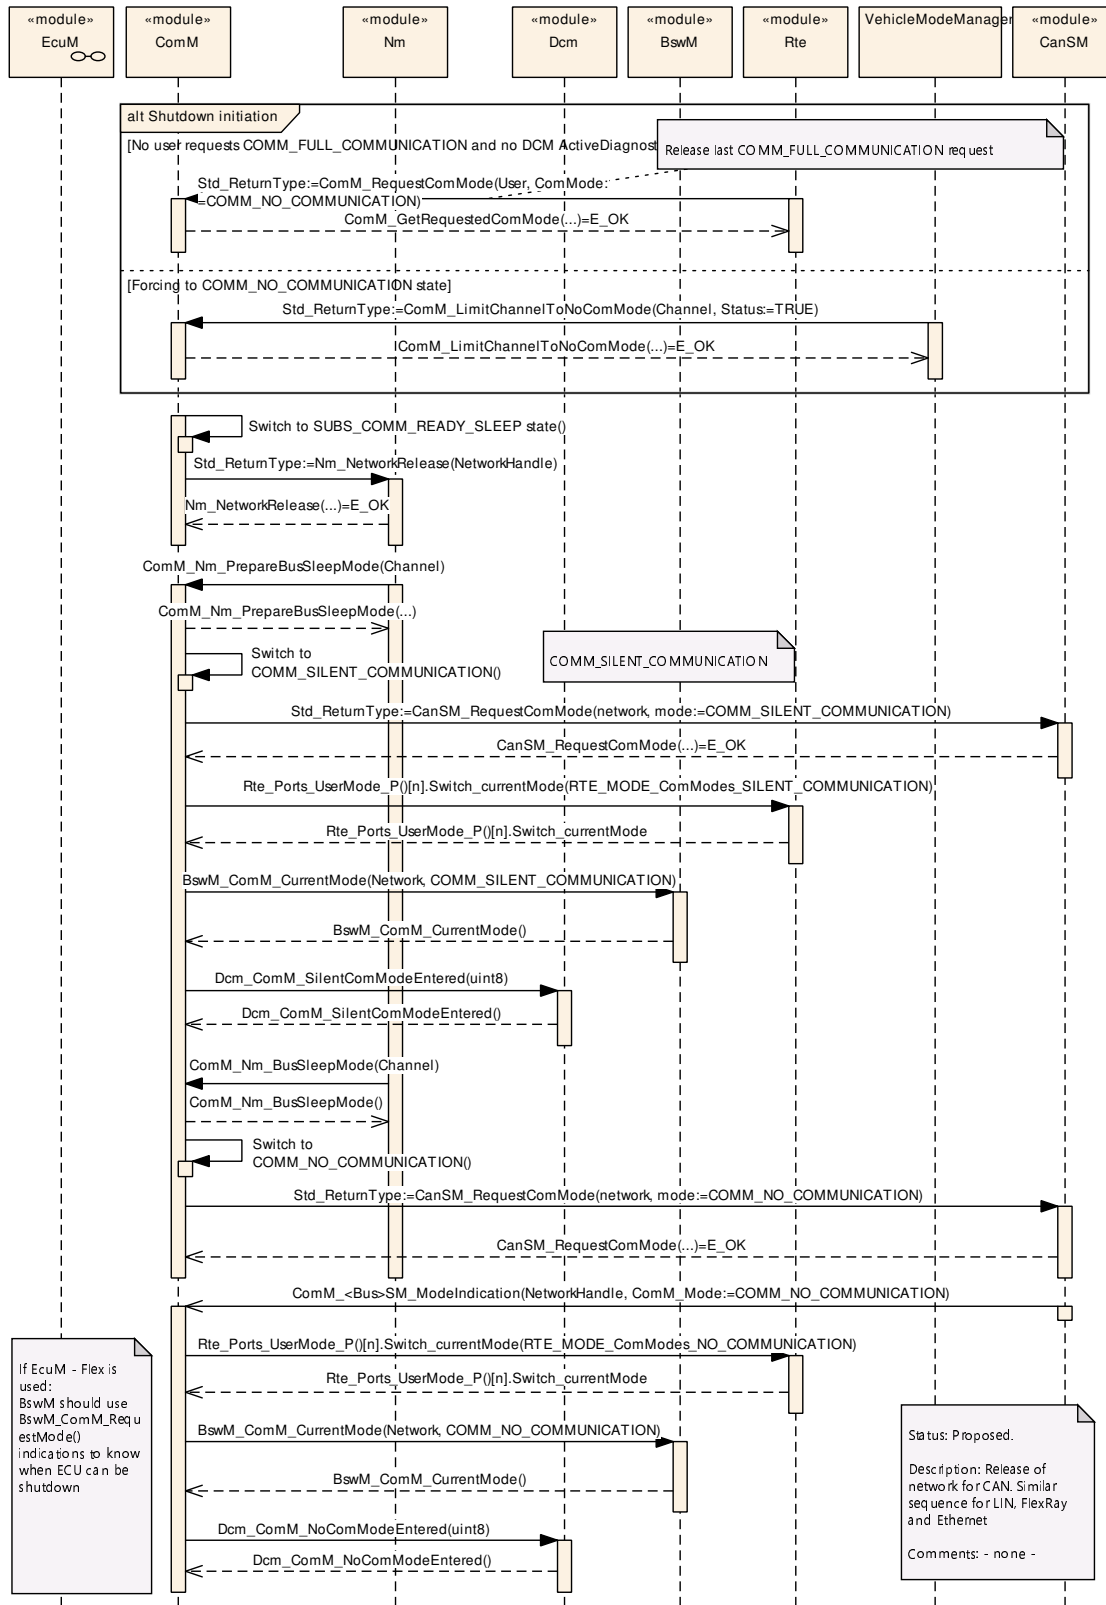 «module»
EcuM
«module»
ComM
«module»
Nm
«module»
Dcm
«module»
BswM
«module»
Rte
VehicleModeManager
«module»
CanSM
alt Shutdown initiation
[No user requests COMM_FULL_COMMUNICATION and no DCM ActiveDiagnost
Release last COMM_FULL_COMMUNICATION request
Std_ReturnType:=ComM_RequestComMode(User, ComMode:
=COMM_NO_COMMUNICATION)
ComM_GetRequestedComMode(...)=E_OK
[Forcing to COMM_NO_COMMUNICATION state]
Std_ReturnType:=ComM_LimitChannelToNoComMode(Channel, Status:=TRUE)
ComM_LimitChannelToNoComMode(...)=E_OK
Switch to SUBS_COMM_READY_SLEEP state()
Std_ReturnType:=Nm_NetworkRelease(NetworkHandle)
Nm_NetworkRelease(...)=E_OK
ComM_Nm_PrepareBusSleepMode(Channel)
ComM_Nm_PrepareBusSleepMode(...)
Switch to
COMM_SILENT_COMMUNICATION()
COMM_SILENT_COMMUNICATION
Std_ReturnType:=CanSM_RequestComMode(network, mode:=COMM_SILENT_COMMUNICATION)
CanSM_RequestComMode(...)=E_OK
Rte_Ports_UserMode_P()[n].Switch_currentMode(RTE_MODE_ComModes_SILENT_COMMUNICATION)
Rte_Ports_UserMode_P()[n].Switch_currentMode
BswM_ComM_CurrentMode(Network, COMM_SILENT_COMMUNICATION)
BswM_ComM_CurrentMode()
Dcm_ComM_SilentComModeEntered(uint8)
Dcm_ComM_SilentComModeEntered()
ComM_Nm_BusSleepMode(Channel)
ComM_Nm_BusSleepMode()
Switch to
COMM_NO_COMMUNICATION()
Std_ReturnType:=CanSM_RequestComMode(network, mode:=COMM_NO_COMMUNICATION)
CanSM_RequestComMode(...)=E_OK
ComM_<Bus>SM_ModeIndication(NetworkHandle, ComM_Mode:=COMM_NO_COMMUNICATION)
Rte_Ports_UserMode_P()[n].Switch_currentMode(RTE_MODE_ComModes_NO_COMMUNICATION)
Rte_Ports_UserMode_P()[n].Switch_currentMode
BswM_ComM_CurrentMode(Network, COMM_NO_COMMUNICATION)
BswM_ComM_CurrentMode()
Dcm_ComM_NoComModeEntered(uint8)
Dcm_ComM_NoComModeEntered()
If EcuM - Flex is
used:
BswM should use
BswM_ComM_Requ
estMode()
indications to know
when ECU can be
shutdown
Status: Proposed.
Description: Release of
network for CAN. Similar
sequence for LIN, FlexRay
and Ethernet
Comments: - none -